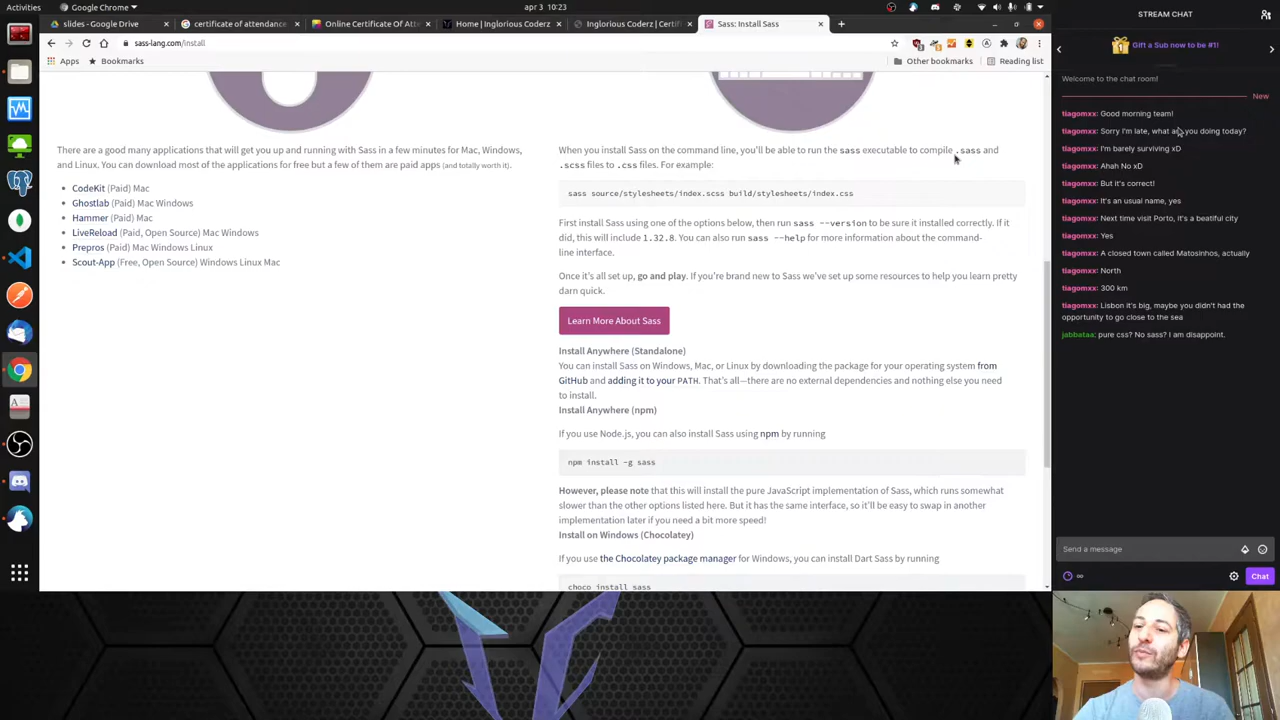 Activities
Google Chrome
apr 3 10:23
STREAM CHAT
slides - Google Drive
certificate of attendance
Online Certificate Of Att
Home | Inglorious Coderz
Inglorious Coderz | Certif
Sass: Install Sass
sass-lang.com/install
Apps
Bookmarks
Other bookmarks
Reading list
There are a good many applications that will get you up and running with Sass in a few minutes for Mac, Windows,
and Linux. You can download most of the applications for free but a few of them are paid apps (and totally worth it).
CodeKit (Paid) Mac
Ghostlab (Paid) Mac Windows
Hammer (Paid) Mac
LiveReload (Paid, Open Source) Mac Windows
Prepros (Paid) Mac Windows Linux
Scout-App (Free, Open Source) Windows Linux Mac
When you install Sass on the command line, you'll be able to run the sass executable to compile .sass and
.scss files to .css files. For example:
sass source/stylesheets/index.scss build/stylesheets/index.css
First install Sass using one of the options below, then run sass --version to be sure it installed correctly. If it
did, this will include 1.32.8. You can also run sass --help for more information about the command-
line interface.
Once it's all set up, go and play. If you're brand new to Sass we've set up some resources to help you learn pretty
darn quick.
Learn More About Sass
Install Anywhere (Standalone)
You can install Sass on Windows, Mac, or Linux by downloading the package for your operating system from
GitHub and adding it to your PATH. That's all—there are no external dependencies and nothing else you need
to install.
Install Anywhere (npm)
If you use Node.js, you can also install Sass using npm by running
npm install -g sass
However, please note that this will install the pure JavaScript implementation of Sass, which runs somewhat
slower than the other options listed here. But it has the same interface, so it'll be easy to swap in another
implementation later if you need a bit more speed!
Install on Windows (Chocolatey)
If you use the Chocolatey package manager for Windows, you can install Dart Sass by running
choco install sass
Gift a Sub now to be #1!
Welcome to the chat room!
New
tiagomxx: Good morning team!
tiagomxx: Sorry I'm late, what are you doing today?
tiagomxx: I'm barely surviving xD
tiagomxx: Ahah No xD
tiagomxx: But it's correct!
tiagomxx: It's an usual name, yes
tiagomxx: Next time visit Porto, it's a beatiful city
tiagomxx: Yes
tiagomxx: A closed town called Matosinhos, actually
tiagomxx: North
tiagomxx: 300 km
tiagomxx: Lisbon it's big, maybe you didn't had the
opportunity to go close to the sea
jabbataa: pure css? No sass? I am disappoint.
Send a message
∞
Chat